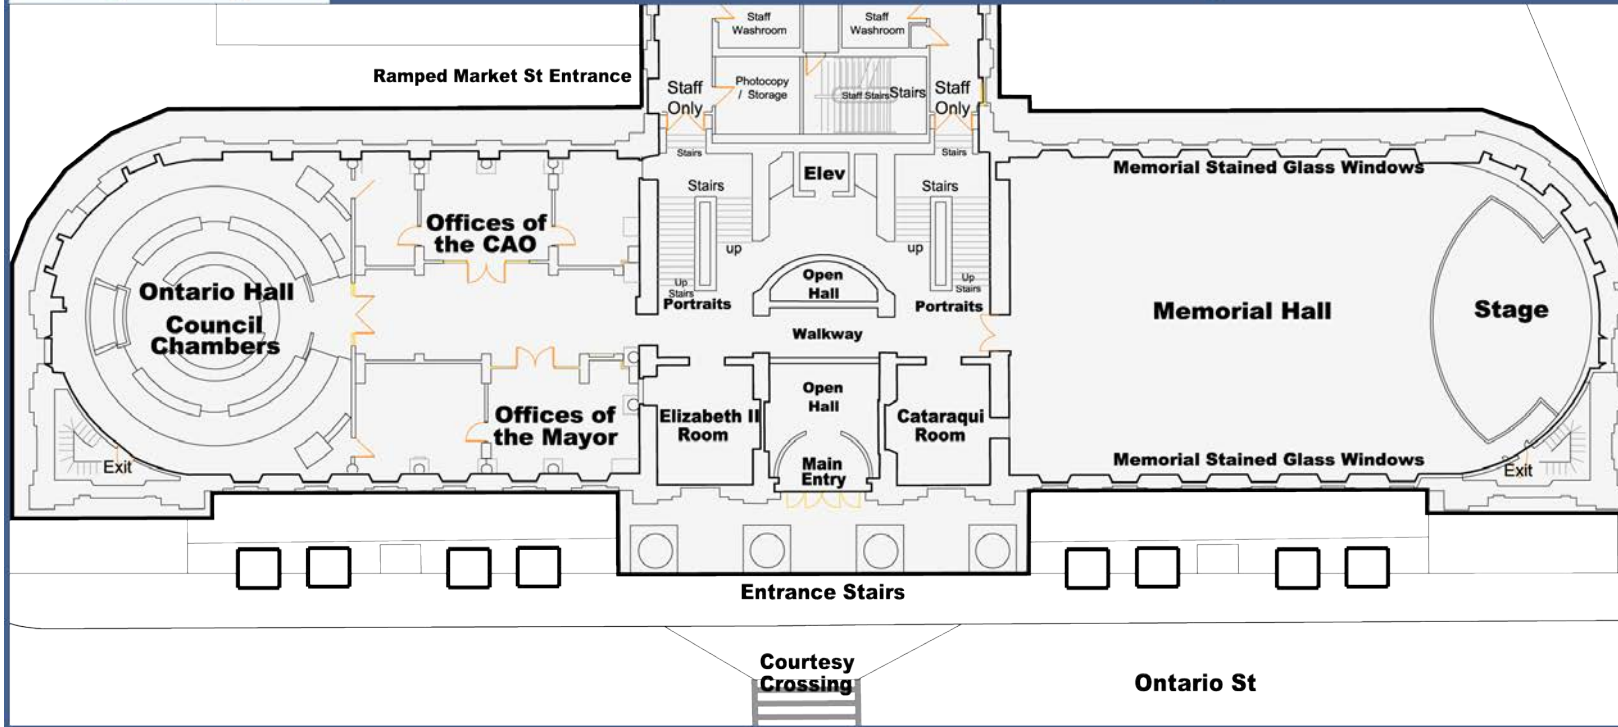 Staff
Washroom
Staff
Washroom
Ramped Market St Entrance
Photocopy
/ Storage
Staff Stairs
Stairs
Staff
Only
Staff
Only
Stairs
Stairs
Elev
Memorial Stained Glass Windows
Stairs
Stairs
Offices of
the CAO
up
up
Open
Hall
Up
Stairs
Up
Stairs
Portraits
Portraits
Ontario Hall
Council
Chambers
Walkway
Memorial Hall
Stage
Offices of
the Mayor
Elizabeth II
Room
Open
Hall
Cataraqui
Room
Main
Entry
Memorial Stained Glass Windows
Exit
Exit
Entrance Stairs
Courtesy
Crossing
Ontario St